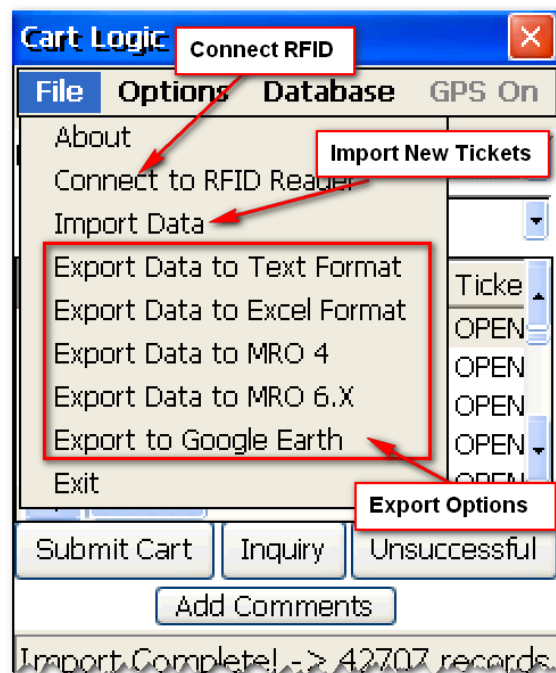 Cart Logic
Connect RFID
File Options Database GPS On
About
Import New Tickets
Connect to RFID Reader
Import Data
Export Data to Text Format
Ticke
Export Data to Excel Format
OPEN
Export Data to MRO 4
OPEN
Export Data to MRO 6.X
OPEN
Export to Google Earth
OPEN
Exit
OPEN
Export Options
Submit Cart Inquiry Unsuccessful
Add Comments
Import Complete! -> 42707 records